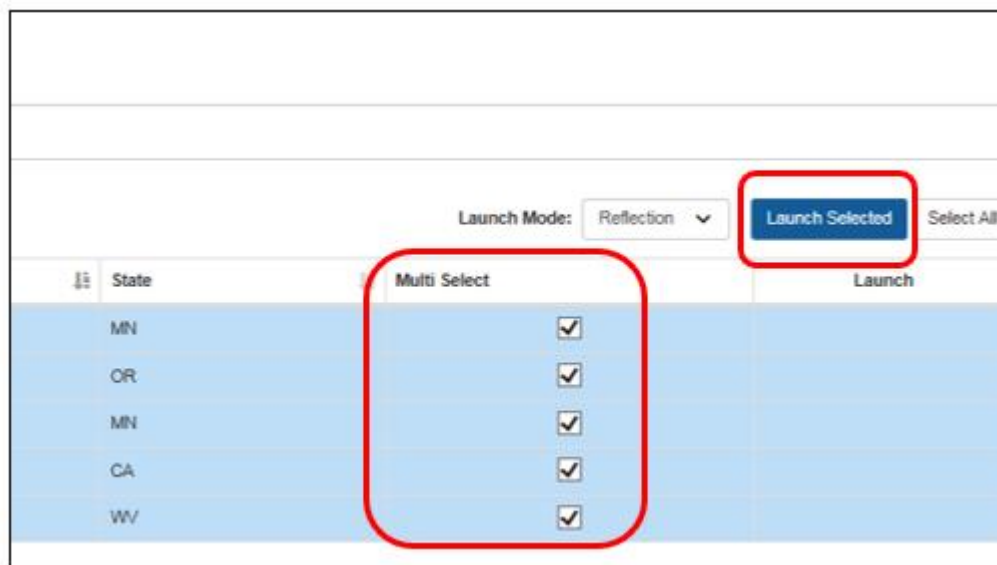 Launch Mode: Reflection Launch Selected Select All
State Multi Select Launch
MN
OR
MN
CA
WV